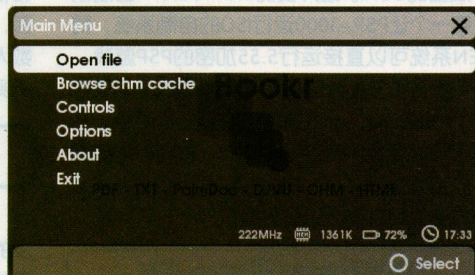 Main Menu
Open file
Browse chm cache
Controls
Options
About
Exit
Bookr
PDF - TXT - PalmDoc - DJVU - CHM - HTML
222MHz 1361K 72% 17:33
Select